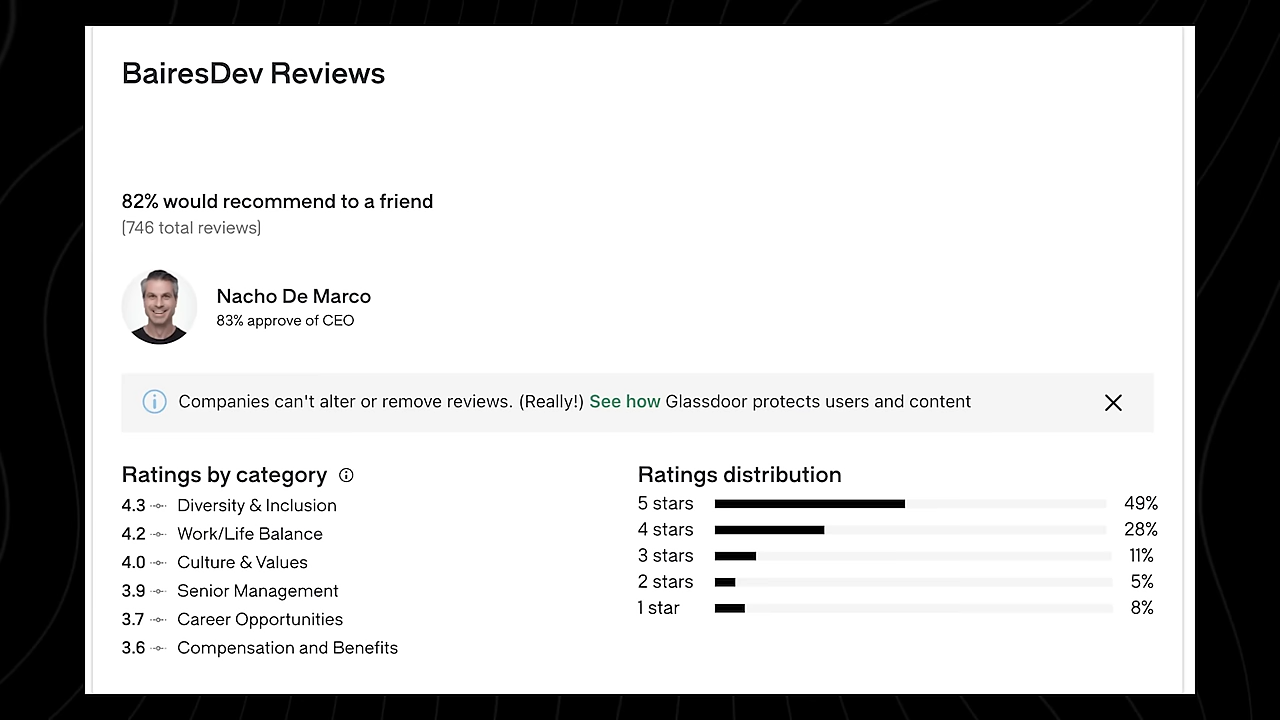 BairesDev Reviews
82% would recommend to a friend
(746 total reviews)
Nacho De Marco
83% approve of CEO
Companies can't alter or remove reviews. (Really!) See how Glassdoor protects users and content
Ratings by category
4.3 Diversity & Inclusion
4.2 Work/Life Balance
4.0 Culture & Values
3.9 Senior Management
3.7 Career Opportunities
3.6 Compensation and Benefits
Ratings distribution
5 stars 49%
4 stars 28%
3 stars 11%
2 stars 5%
1 star 8%